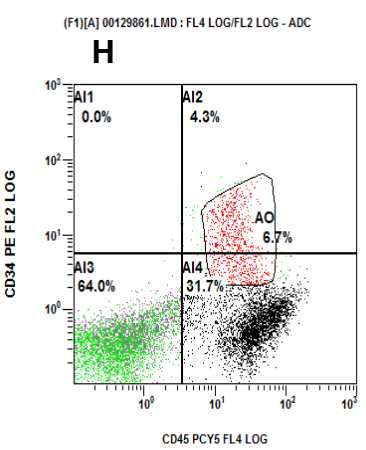 (F1)[A] 00129861.LMD : FL4 LOG/FL2 LOG - ADC
H
10³
AI1
0.0%
AI2
4.3%
10²
CD34 PE FL2 LOG
AO
6.7%
10¹
AI3
64.0%
AI4
31.7%
10⁰
10⁰ 10¹ 10² 10³
CD45 PCY5 FL4 LOG